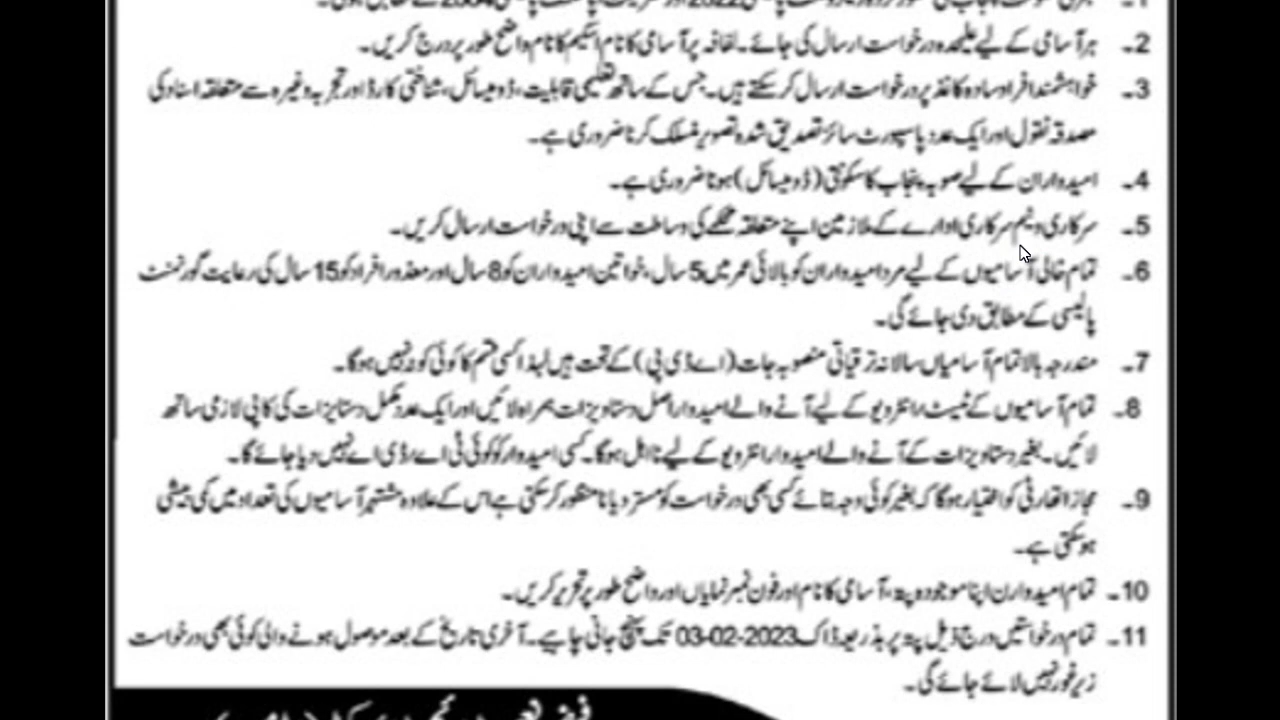 2۔ ہر آسامی کے لیے علیحدہ درخواست ارسال کی جائے۔ لفافہ پر آسامی کا نام اسکیم کا نام واضح طور پر درج کریں۔
3۔ خواہشمند افراد سادہ کاغذ پر درخواست ارسال کر سکتے ہیں۔ جس کے ساتھ تعلیمی قابلیت، ڈومیسائل، شناختی کارڈ اور تجربہ وغیرہ سے متعلقہ اسناد کی
مصدقہ نقول اور ایک عدد پاسپورٹ سائز تصدیق شدہ تصویر منسلک کرنا ضروری ہے۔
4۔ امیدواران کے لیے صوبہ پنجاب کا سکونتی (ڈومیسائل) ہونا ضروری ہے۔
5۔ سرکاری و نیم سرکاری ادارے کے ملازمین اپنے متعلقہ محکمے کی وساطت سے اپنی درخواست ارسال کریں۔
6۔ تمام خالی آسامیوں کے لیے مرد امیدواران کو بالائی عمر میں 5 سال، خواتین امیدواران کو 8 سال اور معذور افراد کو 15 سال کی رعایت گورنمنٹ
پالیسی کے مطابق دی جائے گی۔
7۔ مندرجہ بالا تمام آسامیاں سالانہ ترقیاتی منصوبہ جات (اے ڈی پی) کے تحت ہیں لہذا کسی قسم کا کوئی کوٹہ نہیں ہوگا۔
8۔ تمام آسامیوں کے ٹیسٹ/انٹرویو کے لیے آنے والے امیدوار اصل دستاویزات ہمراہ لائیں اور ایک عدد مکمل دستاویزات کی کاپی لازمی ساتھ
لائیں۔ بغیر دستاویزات کے آنے والے امیدوار انٹرویو کے لیے نااہل ہوگا۔ کسی امیدوار کو کوئی ٹی اے/ڈی اے نہیں دیا جائے گا۔
9۔ مجاز اتھارٹی کو اختیار ہوگا کہ بغیر کوئی وجہ بتائے کسی بھی درخواست کو مسترد یا نامنظور کر سکتی ہے اس کے علاوہ مشتہر آسامیوں کی تعداد میں کمی بیشی
ہو سکتی ہے۔
10۔ تمام امیدوارن اپنا موجودہ پتہ، آسامی کا نام اور فون نمبر نمایاں اور واضح طور پر تحریر کریں۔
11۔ تمام درخواستیں درج ذیل پتہ پر بذریعہ ڈاک 03-02-2023 تک پہنچ جانی چاہیے۔ آخری تاریخ کے بعد موصول ہونے والی کوئی بھی درخواست
زیر غور نہیں لائے جائے گی۔